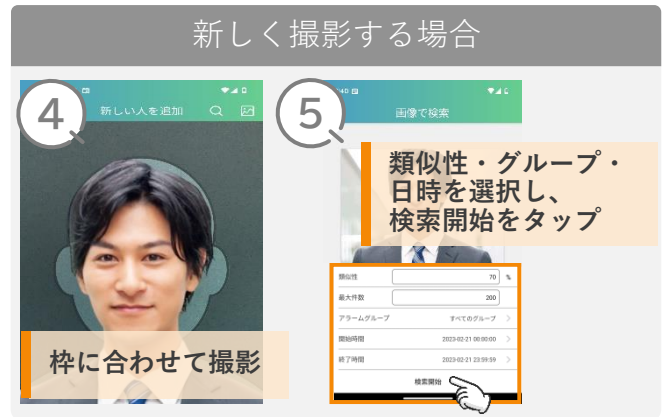 新しく撮影する場合
4
新しい人を追加
枠に合わせて撮影
5
画像で検索
類似性・グループ・
日時を選択し、
検索開始をタップ
類似性 70 %
最大件数 200
アラームグループ すべてのグループ >
開始時間 2023-02-21 00:00:00 >
終了時間 2023-02-21 23:59:59 >
検索開始